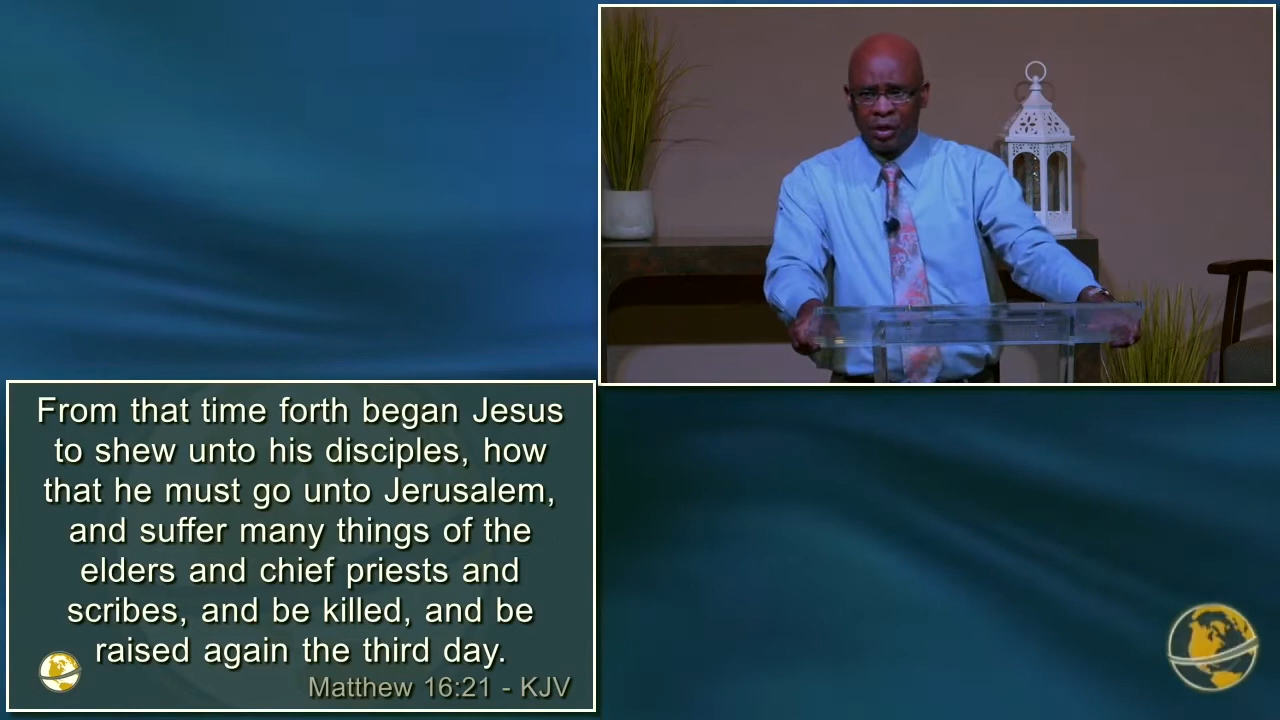 From that time forth began Jesus
to shew unto his disciples, how
that he must go unto Jerusalem,
and suffer many things of the
elders and chief priests and
scribes, and be killed, and be
raised again the third day.
Matthew 16:21 - KJV